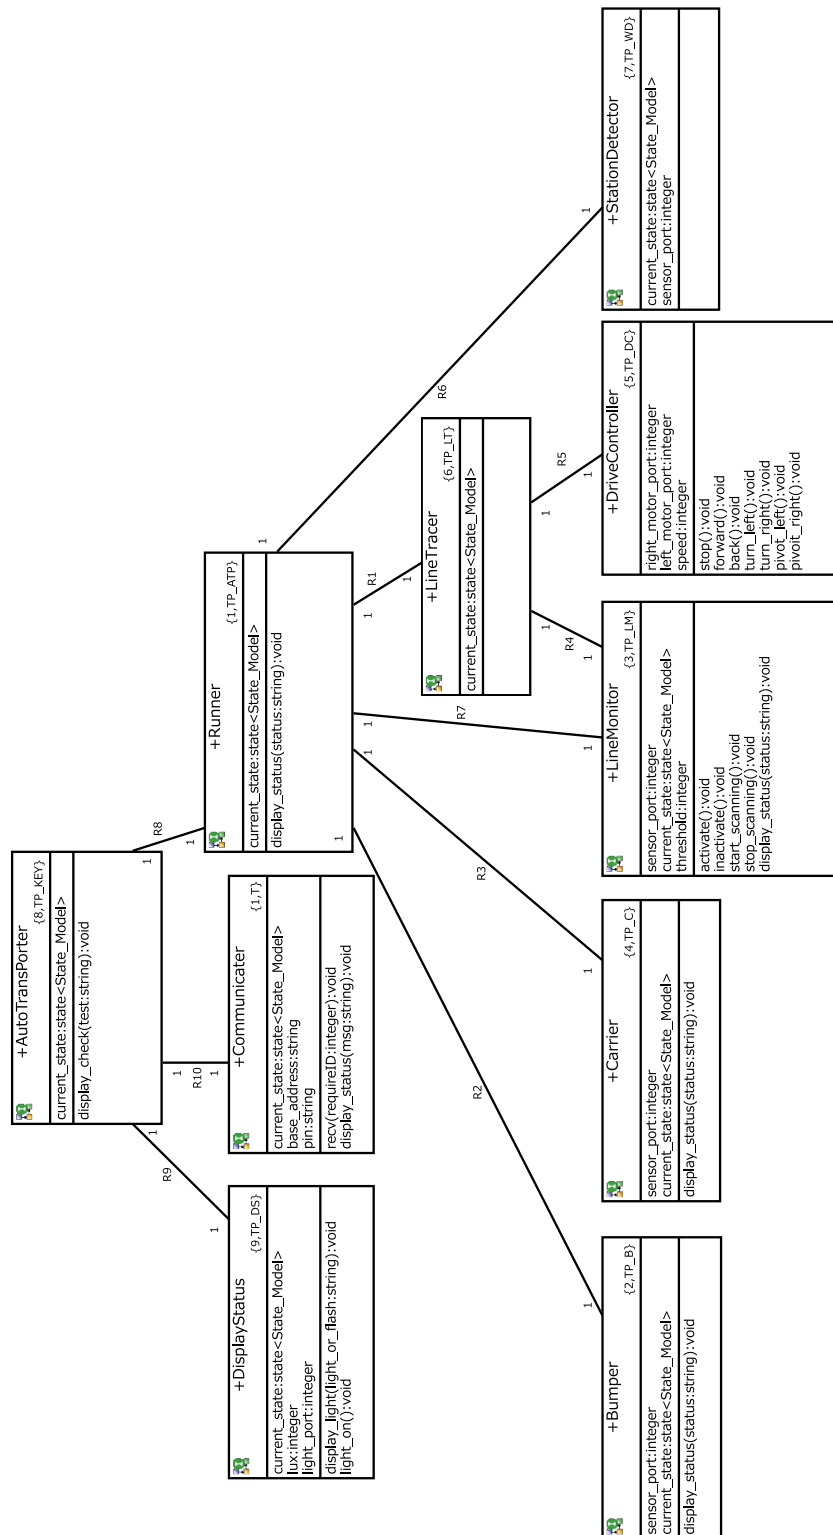 +AutoTransPorter
{8,TP_KEY}
current_state:state<State_Model>
display_check(test:string):void
R9
1
1
R10
1
1
R8
1
1
+DisplayStatus
{9,TP_DS}
current_state:state<State_Model>
lux:integer
light_port:integer
display_light(light_or_flash:string):void
light_on():void
+Communicater
{1,T}
current_state:state<State_Model>
base_address:string
pin:string
recv(requireID:integer):void
display_status(msg:string):void
+Runner
{1,TP_ATP}
current_state:state<State_Model>
display_status(status:string):void
R2
1
1
R3
1
1
R7
1
1
R1
1
1
R6
1
1
+LineTracer
{6,TP_LT}
current_state:state<State_Model>
R4
1
1
R5
1
1
+Bumper
{2,TP_B}
sensor_port:integer
current_state:state<State_Model>
display_status(status:string):void
+Carrier
{4,TP_C}
sensor_port:integer
current_state:state<State_Model>
display_status(status:string):void
+LineMonitor
{3,TP_LM}
sensor_port:integer
current_state:state<State_Model>
threshold:integer
activate():void
inactivate():void
start_scanning():void
stop_scanning():void
display_status(status:string):void
+DriveController
{5,TP_DC}
right_motor_port:integer
left_motor_port:integer
speed:integer
stop():void
forward():void
back():void
turn_left():void
turn_right():void
pivot_left():void
pivoit_right():void
+StationDetector
{7,TP_WD}
current_state:state<State_Model>
sensor_port:integer